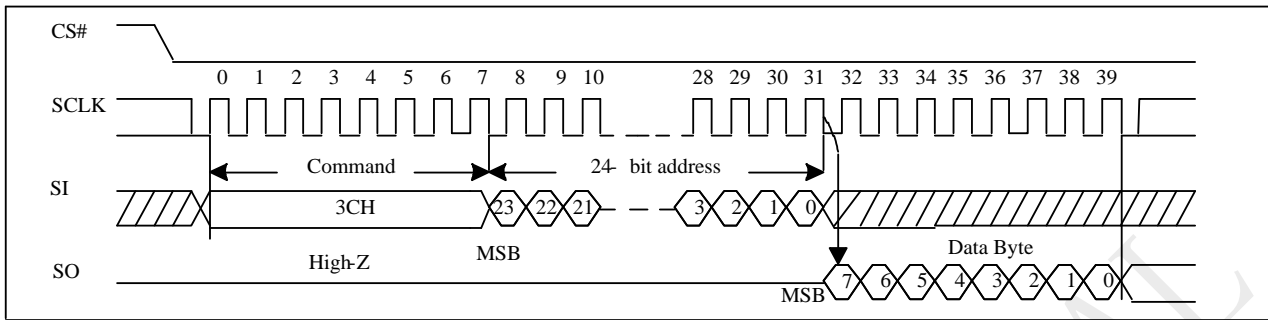 CS#
0 1 2 3 4 5 6 7 8 9 10 28 29 30 31 32 33 34 35 36 37 38 39
SCLK
Command 24- bit address
SI
3CH 23 22 21 3 2 1 0
High-Z MSB Data Byte
SO
MSB 7 6 5 4 3 2 1 0